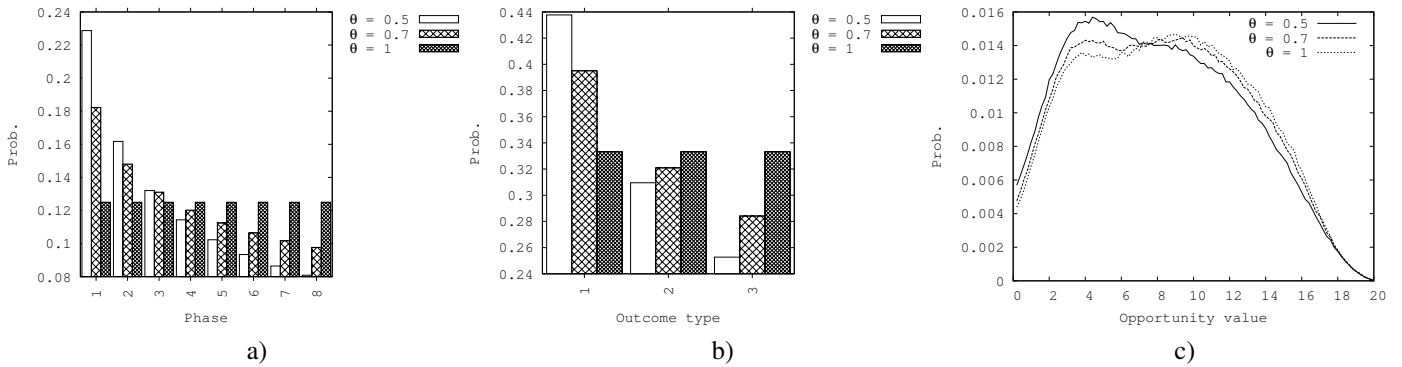 0.24
0.22
0.2
0.18
0.16
0.14
0.12
0.1
0.08
Prob.
1 2 3 4 5 6 7 8
Phase
θ = 0.5
θ = 0.7
θ = 1
a)
0.44
0.42
0.4
0.38
0.36
0.34
0.32
0.3
0.28
0.26
0.24
Prob.
1 2 3
Outcome type
θ = 0.5
θ = 0.7
θ = 1
b)
0.016
0.014
0.012
0.01
0.008
0.006
0.004
0.002
0
Prob.
0 2 4 6 8 10 12 14 16 18 20
Opportunity value
θ = 0.5
θ = 0.7
θ = 1
c)